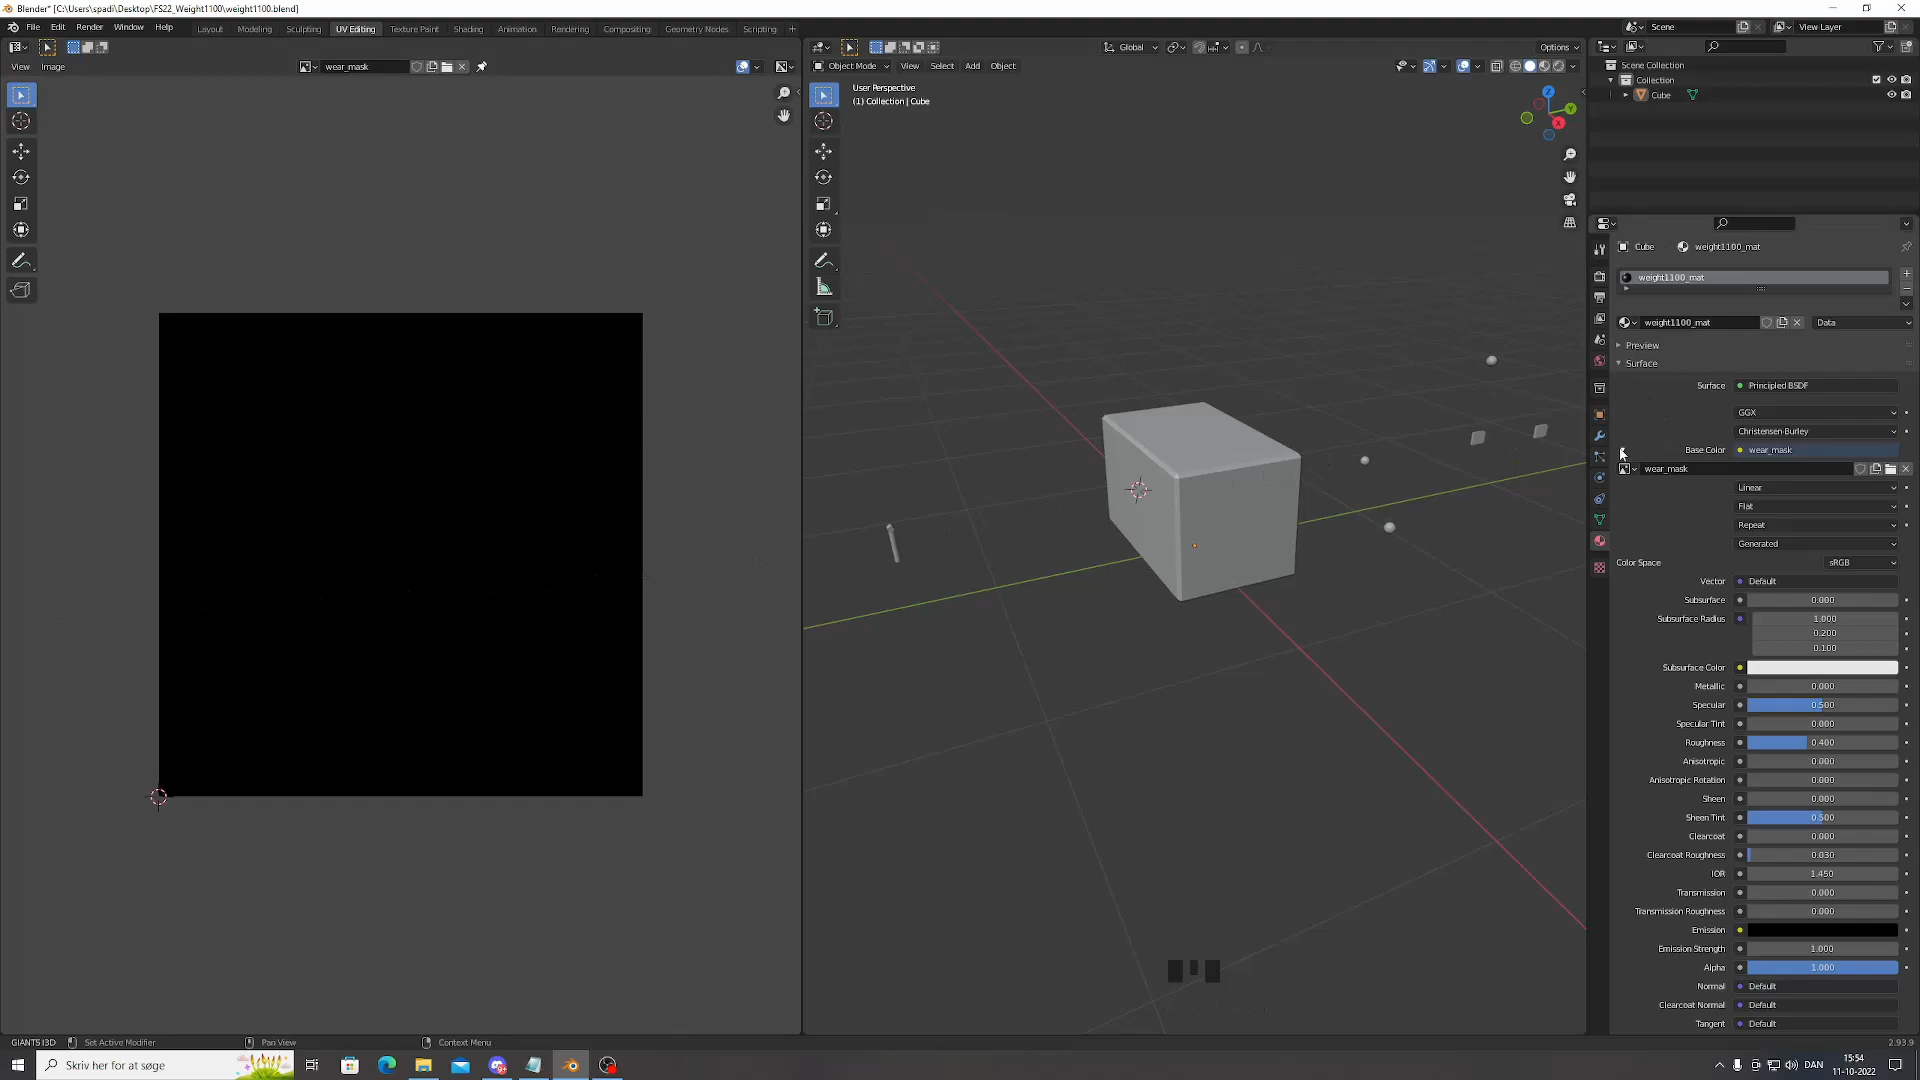 Blender* [C:\Users\spadi\Desktop\FS22_Weight1100\weight1100.blend]
File Edit Render Window Help Layout Modeling Sculpting UV Editing Texture Paint Shading Animation Rendering Compositing Geometry Nodes Scripting + Scene View Layer
View Image wear_mask
Global Options
Object Mode View Select Add Object
User Perspective
(1) Collection | Cube
Z
Y
X
Scene Collection
Collection
Cube
Cube weight1100_mat
weight1100_mat
weight1100_mat Data
Preview
Surface
Surface Principled BSDF
GGX
Christensen-Burley
Base Color wear_mask
wear_mask
Linear
Flat
Repeat
Generated
Color Space sRGB
Vector Default
Subsurface 0.000
Subsurface Radius 1.000
0.200
0.100
Subsurface Color
Metallic 0.000
Specular 0.500
Specular Tint 0.000
Roughness 0.400
Anisotropic 0.000
Anisotropic Rotation 0.000
Sheen 0.000
Sheen Tint 0.500
Clearcoat 0.000
Clearcoat Roughness 0.030
IOR 1.450
Transmission 0.000
Transmission Roughness 0.000
Emission
Emission Strength 1.000
Alpha 1.000
Normal Default
Clearcoat Normal Default
Tangent Default
GIANTS I3D Set Active Modifier Pan View Context Menu 2.93.9
Skriv her for at søge
DAN
15:54
11-10-2022